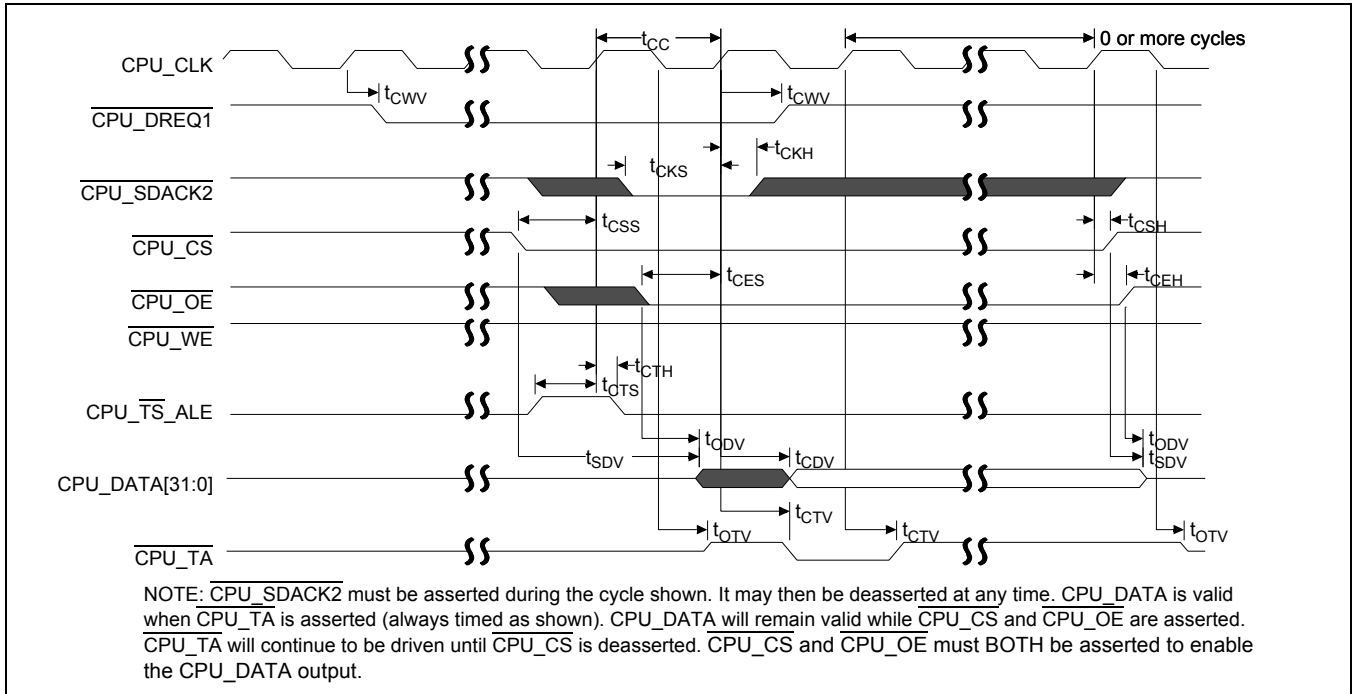 tCC
0 or more cycles
CPU_CLK
tCWV
tCWV
CPU_DREQ1
tCKH
tCKS
CPU_SDACK2
tCSS
tCSH
CPU_CS
tCES
tCEH
CPU_OE
CPU_WE
tCTH
tCTS
CPU_TS_ALE
tODV
tODV
tSDV
tCDV
tSDV
CPU_DATA[31:0]
tCTV
tOTV
tCTV
tOTV
CPU_TA
NOTE: CPU_SDACK2 must be asserted during the cycle shown. It may then be deasserted at any time. CPU_DATA is valid
when CPU_TA is asserted (always timed as shown). CPU_DATA will remain valid while CPU_CS and CPU_OE are asserted.
CPU_TA will continue to be driven until CPU_CS is deasserted. CPU_CS and CPU_OE must BOTH be asserted to enable
the CPU_DATA output.